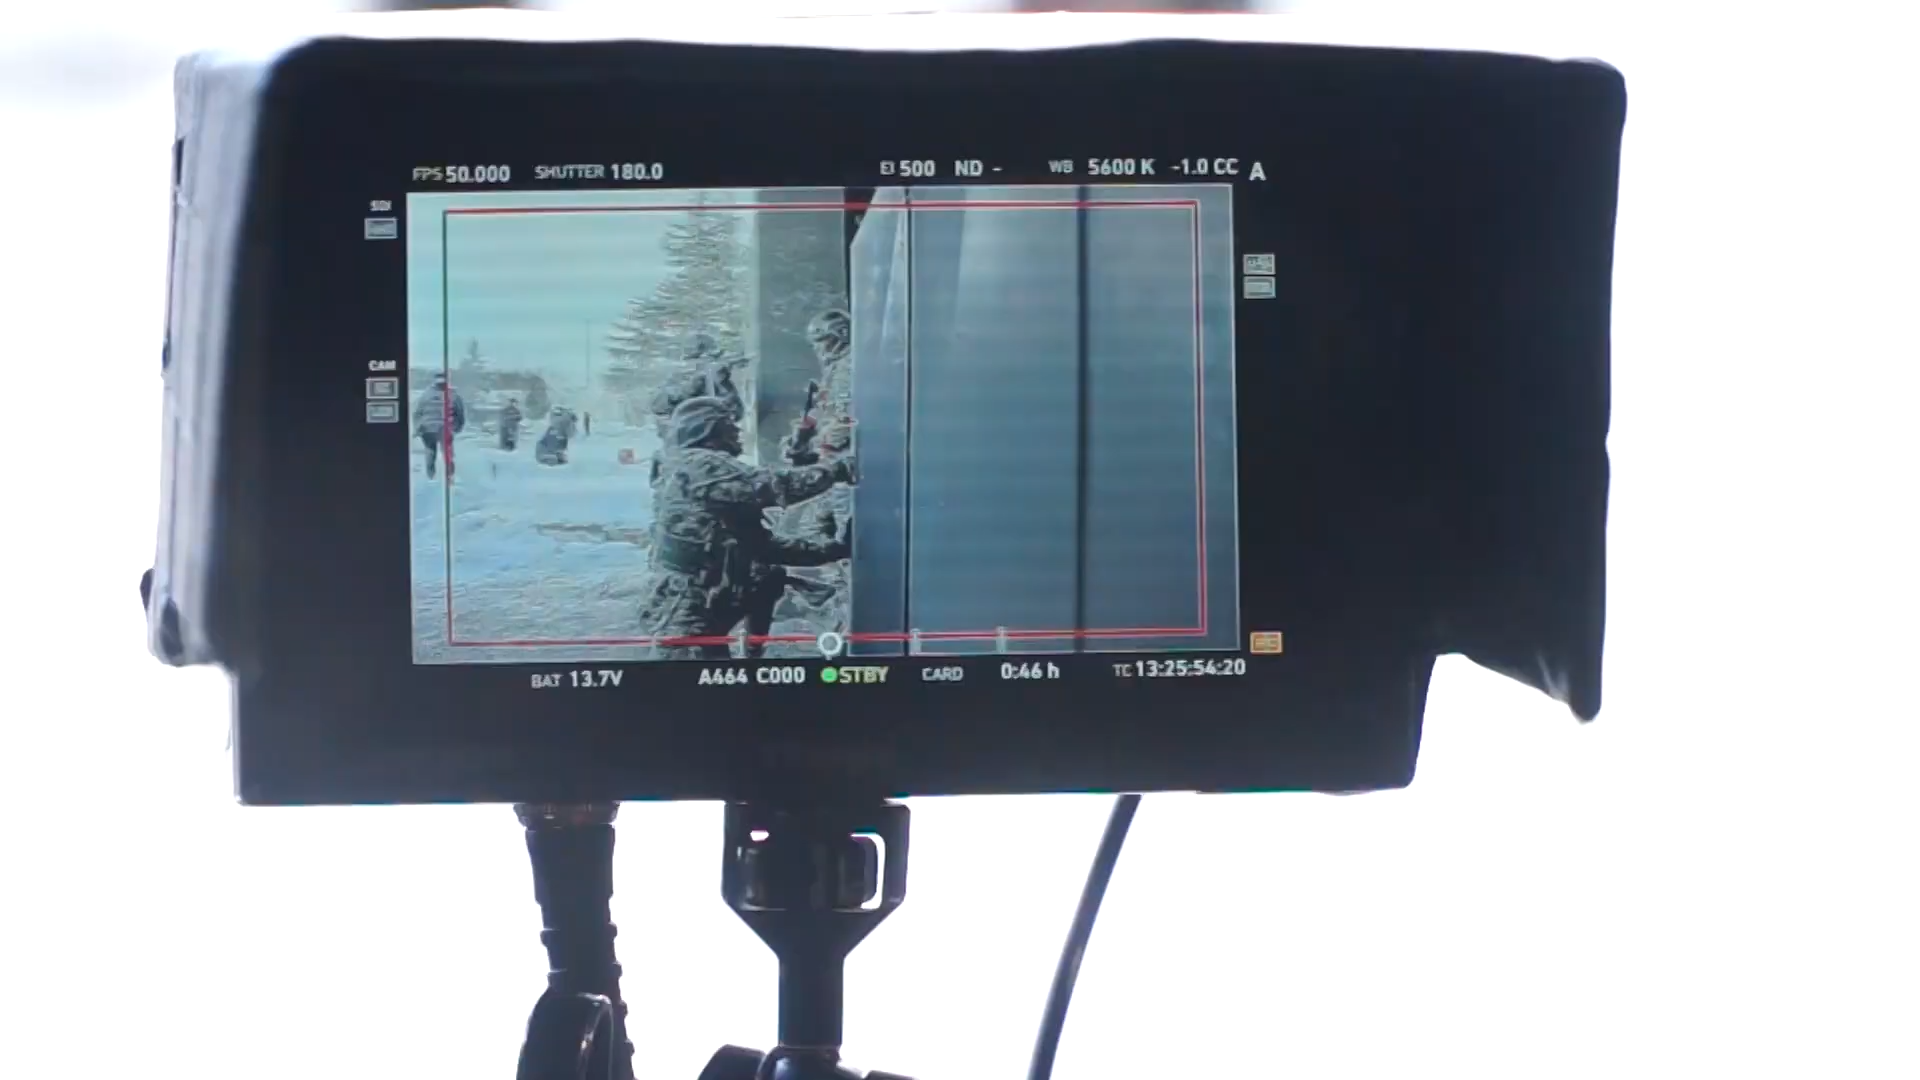 FPS 50.000 SHUTTER 180.0 EI 500 ND - WB 5600 K -1.0 CC A
SDI
CAM
BAT 13.7V A464 C000 STBY CARD 0:46 h TC 13:25:54:20